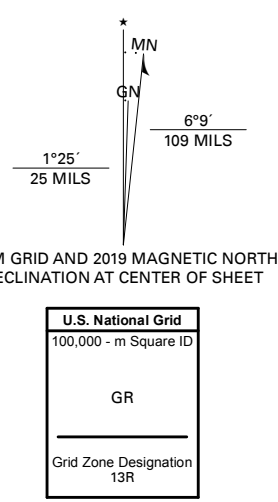 ★
MN
GN
6°9´
109 MILS
1°25´
25 MILS
M GRID AND 2019 MAGNETIC NORTH
ECLINATION AT CENTER OF SHEET
U.S. National Grid
100,000 - m Square ID
GR
Grid Zone Designation
13R